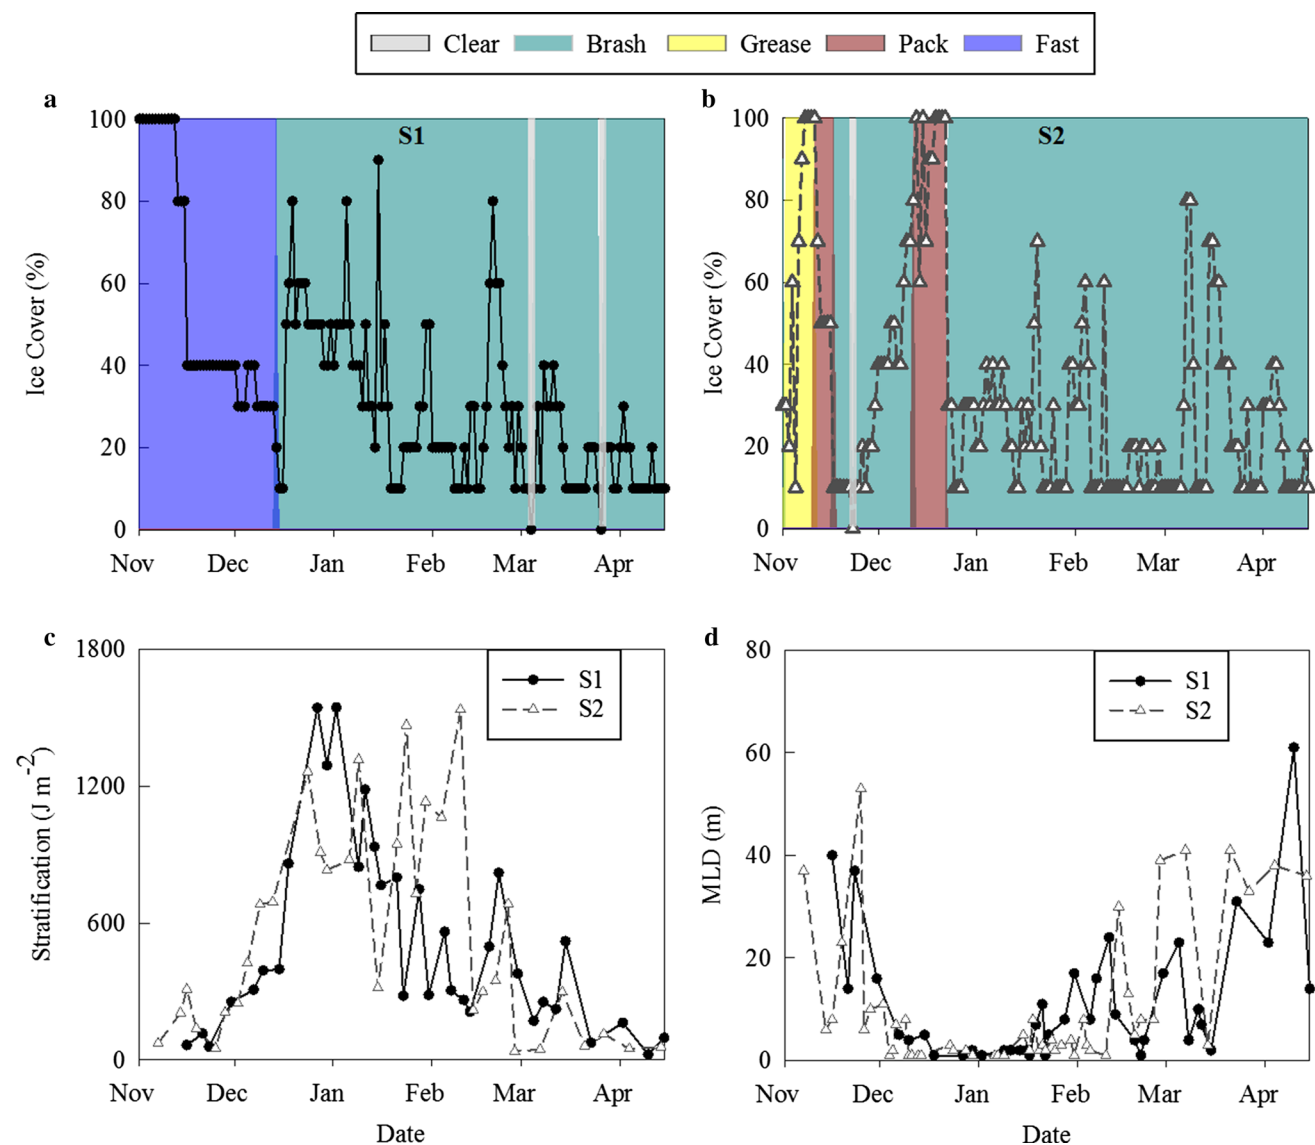 Clear Brash Grease Pack Fast
a b
S1
100
80
60
40
20
0
Ice Cover (%)
Nov Dec Jan Feb Mar Apr
S2
100
80
60
40
20
0
Ice Cover (%)
Nov Dec Jan Feb Mar Apr
c d
1800
1200
600
0
Stratification (J m-2)
S1
S2
Nov Dec Jan Feb Mar Apr
Date
80
60
40
20
0
MLD (m)
S1
S2
Nov Dec Jan Feb Mar Apr
Date